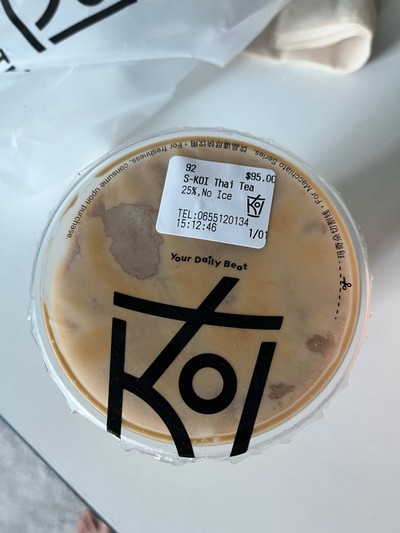 92 $95.00
S-KOI Thai Tea
25%,No Ice
TEL:0655120134
15:12:46 1/01
For Macchiato Series,
For freshness, consume upon purchase.
Your Daily Beat
KOI